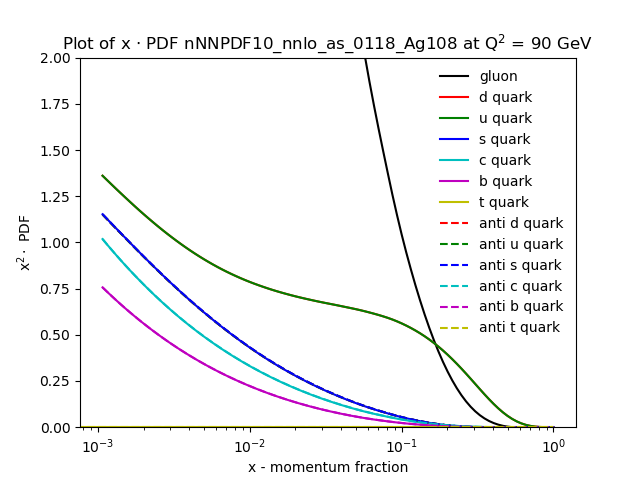 Plot of x · PDF nNNPDF10_nnlo_as_0118_Ag108 at Q² = 90 GeV
2.00
1.75
1.50
1.25
1.00
0.75
0.50
0.25
0.00
x² · PDF
gluon
d quark
u quark
s quark
c quark
b quark
t quark
anti d quark
anti u quark
anti s quark
anti c quark
anti b quark
anti t quark
10⁻³ 10⁻² 10⁻¹ 10⁰
x - momentum fraction